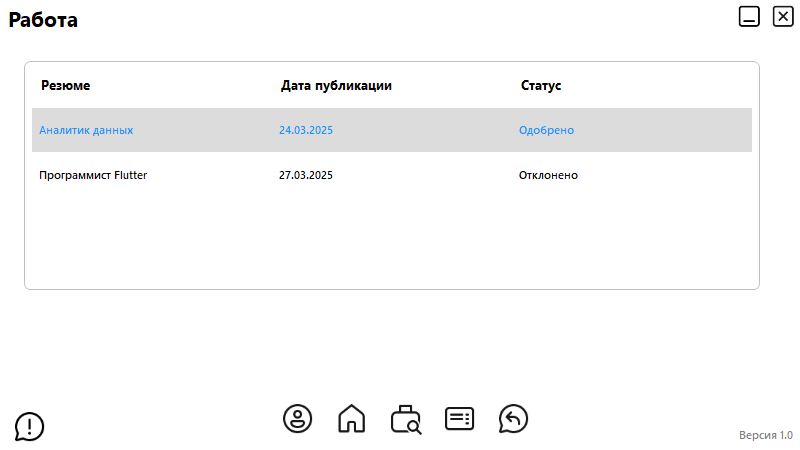 Работа
Резюме Дата публикации Статус
Аналитик данных 24.03.2025 Одобрено
Программист Flutter 27.03.2025 Отклонено
Версия 1.0